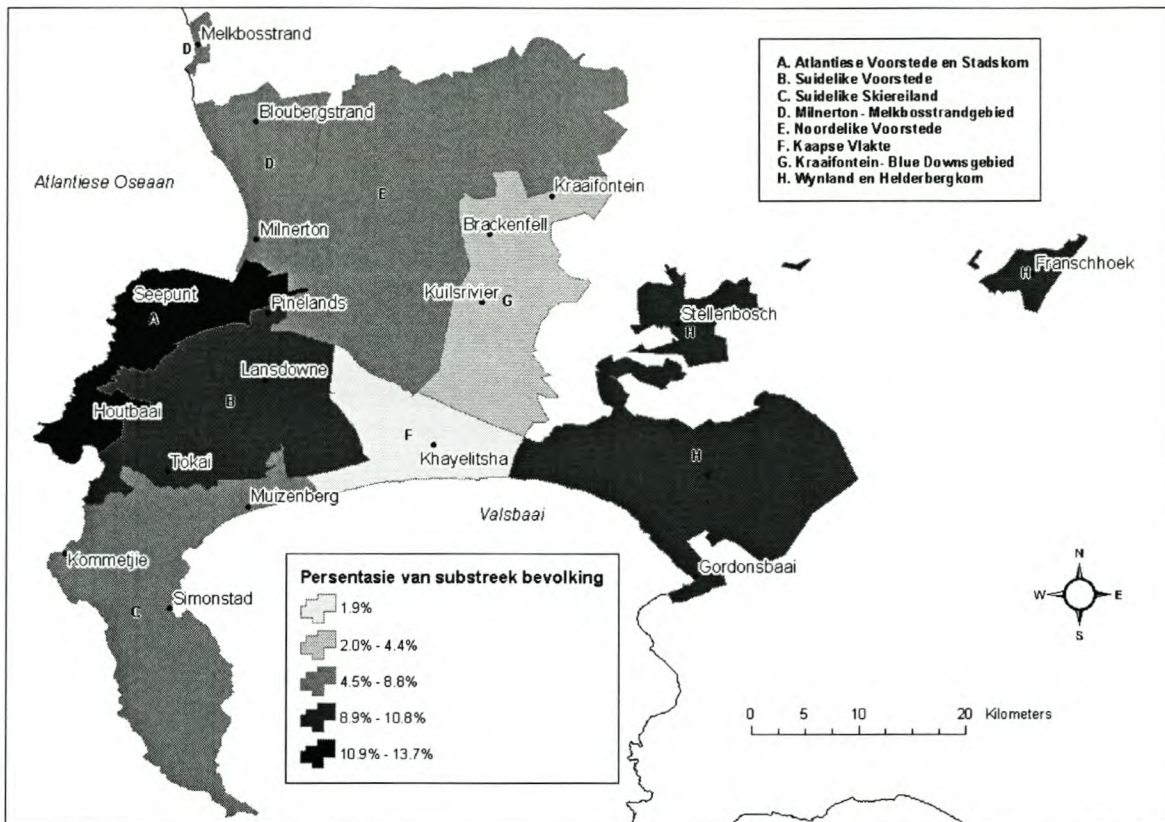 Melkbosstrand
D
A. Atlantiese Voorstede en Stadskom
B. Suidelike Voorstede
C. Suidelike Skiereiland
D. Milnerton- Melkbosstrandgebied
E. Noordelike Voorstede
F. Kaapse Vlakte
G. Kraaifontein- Blue Downsgebied
H. Wynland en Helderbergkom
Bloubergstrand
D
E
Atlantiese Oseaan
Kraaifontein
Brackenfell
Milnerton
Franschhoek
H
Seepunt
A
Pinelands
Kuilsrivier
G
Stellenbosch
H
Lansdowne
B
Houtbaai
F
Khayelitsha
H
Tokai
Muizenberg
Valsbaai
Kommetjie
Gordonsbaai
Simonstad
C
Persentasie van substreek bevolking
1.9%
2.0% - 4.4%
4.5% - 8.8%
8.9% - 10.8%
10.9% - 13.7%
N
W
E
S
0 5 10 20 Kilometers